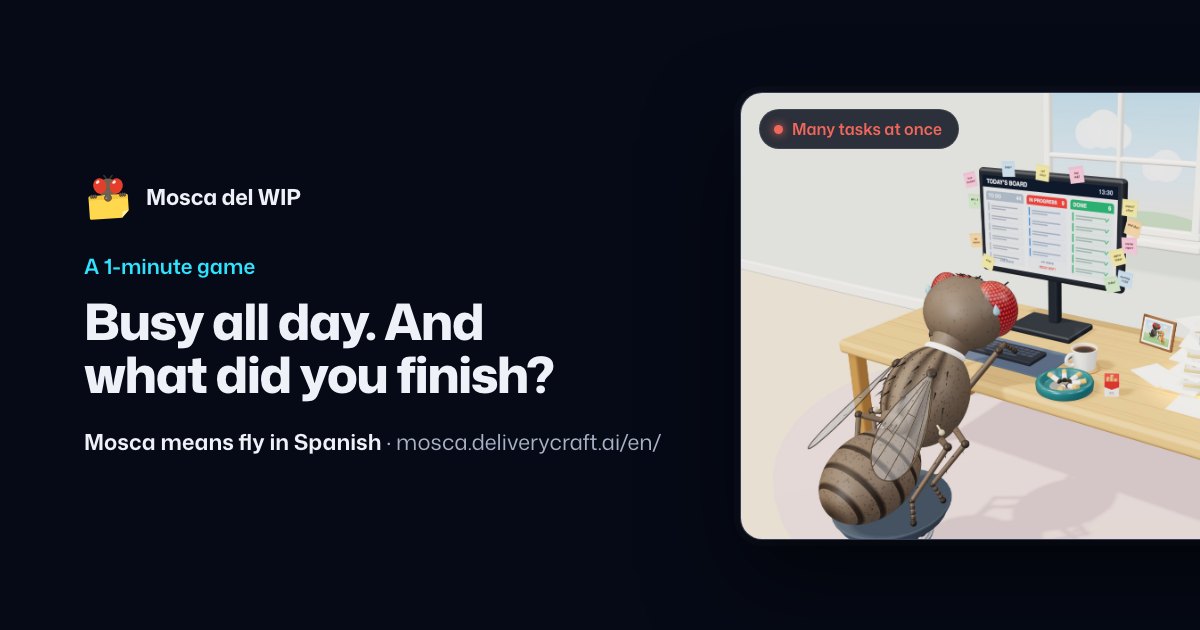 Mosca del WIP
A 1-minute game
Busy all day. And
what did you finish?
Mosca means fly in Spanish · mosca.deliverycraft.ai/en/
Many tasks at once
TODAY'S BOARD
13:30
IN PROGRESS
DONE